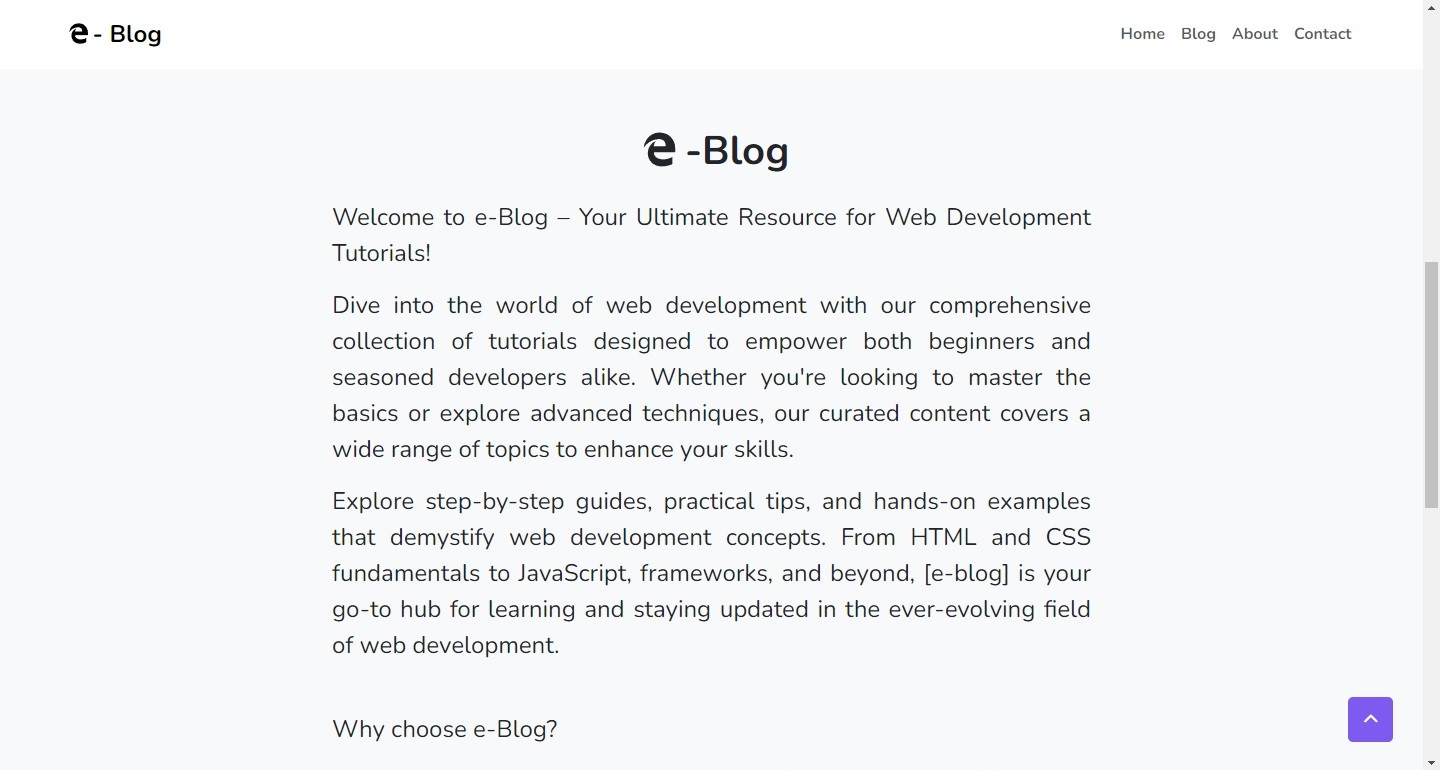 e - Blog
Home Blog About Contact
e -Blog
Welcome to e-Blog – Your Ultimate Resource for Web Development
Tutorials!
Dive into the world of web development with our comprehensive
collection of tutorials designed to empower both beginners and
seasoned developers alike. Whether you're looking to master the
basics or explore advanced techniques, our curated content covers a
wide range of topics to enhance your skills.
Explore step-by-step guides, practical tips, and hands-on examples
that demystify web development concepts. From HTML and CSS
fundamentals to JavaScript, frameworks, and beyond, [e-blog] is your
go-to hub for learning and staying updated in the ever-evolving field
of web development.
Why choose e-Blog?